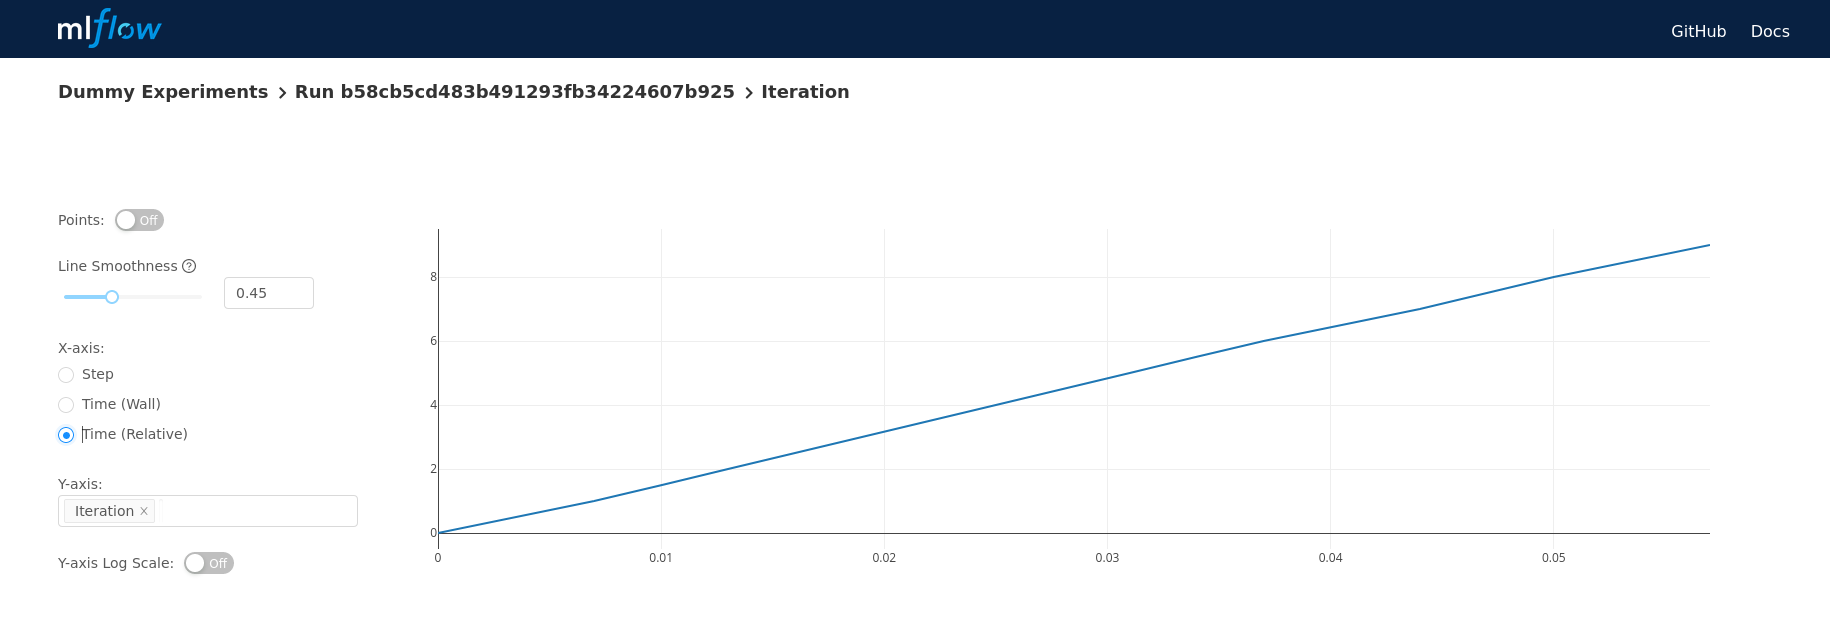 mlflow
GitHub Docs
Dummy Experiments > Run b58cb5cd483b491293fb34224607b925 > Iteration
Points: Off
Line Smoothness ?
0.45
X-axis:
Step
Time (Wall)
Time (Relative)
Y-axis:
Iteration ×
Y-axis Log Scale: Off
8
6
4
2
0
0 0.01 0.02 0.03 0.04 0.05